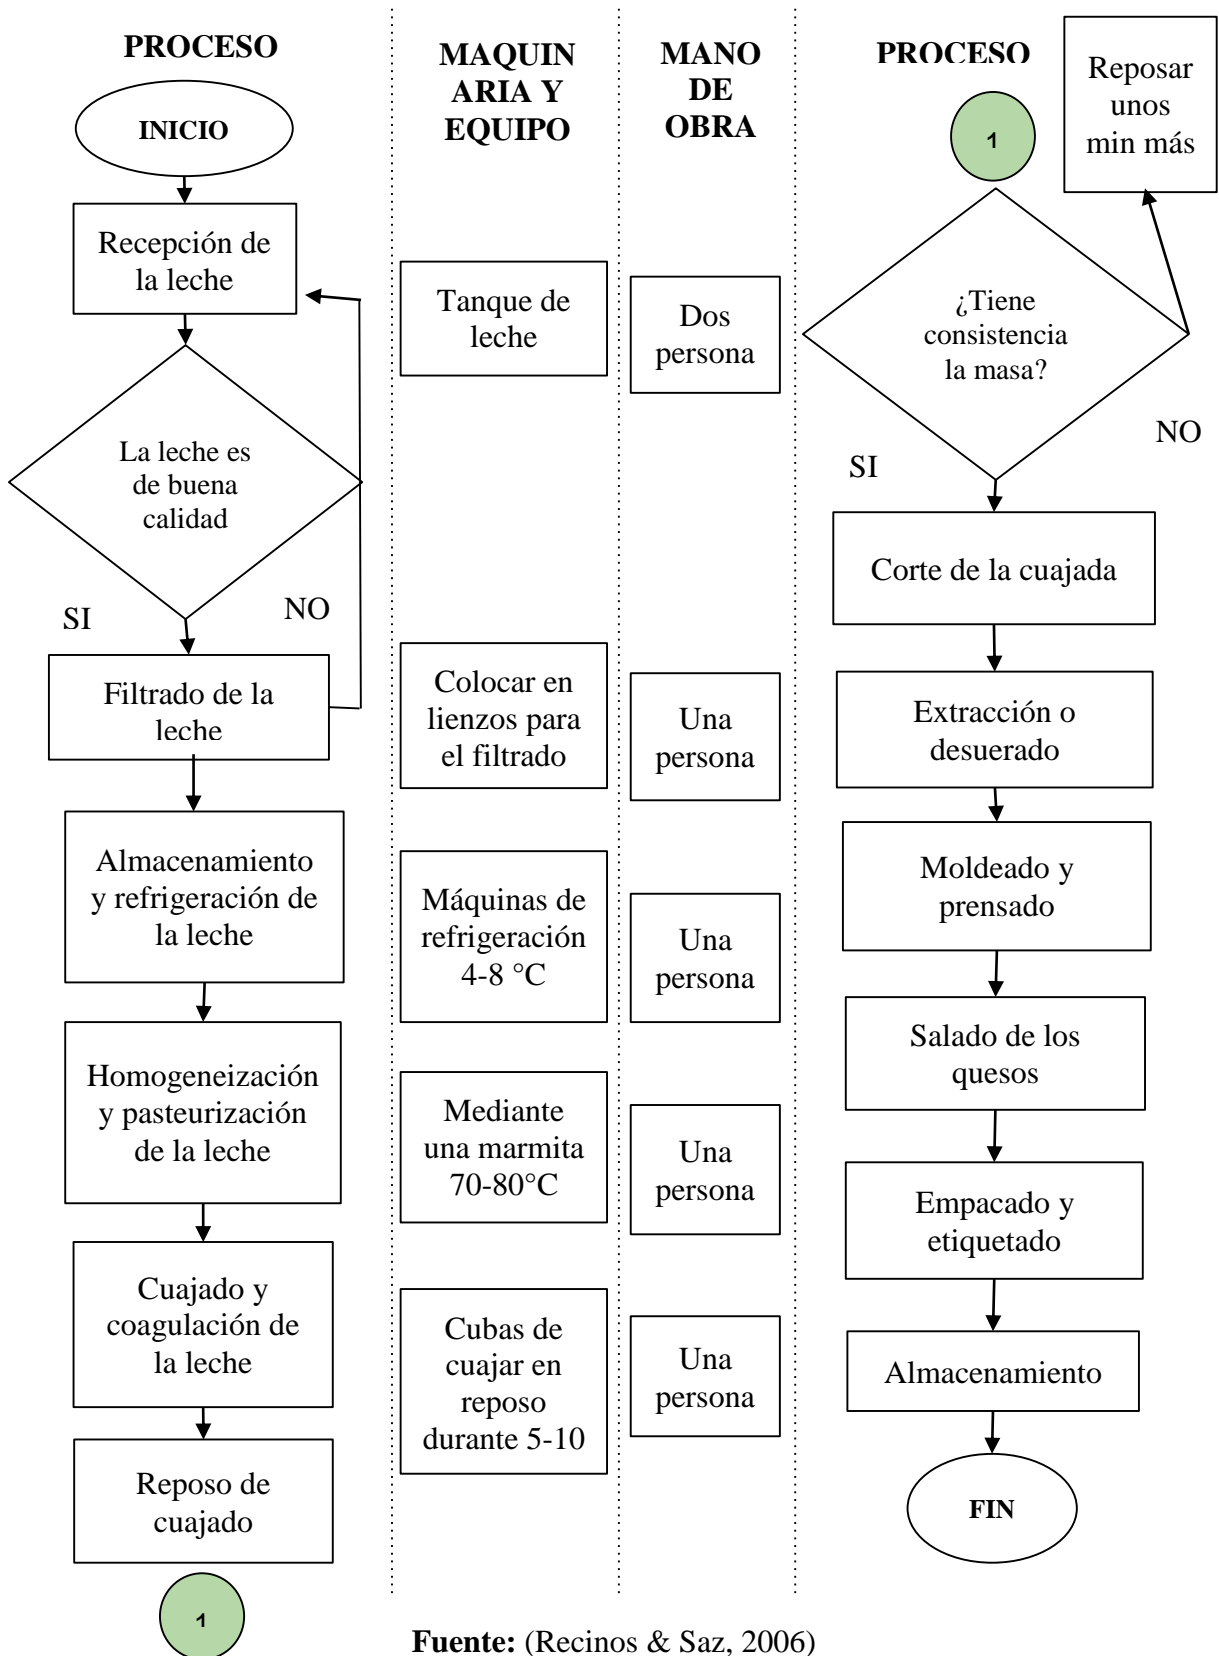 PROCESO
INICIO
Recepción de
la leche
La leche es
de buena
calidad
SI
NO
Filtrado de la
leche
Almacenamiento
y refrigeración de
la leche
Homogeneización
y pasteurización
de la leche
Cuajado y
coagulación de
la leche
Reposo de
cuajado
1
MAQUIN
ARIA Y
EQUIPO
Tanque de
leche
Colocar en
lienzos para
el filtrado
Máquinas de
refrigeración
4-8 °C
Mediante
una marmita
70-80°C
Cubas de
cuajar en
reposo
durante 5-10
MANO
DE
OBRA
Dos
persona
Una
persona
Una
persona
Una
persona
Una
persona
PROCESO
1
Reposar
unos
min más
¿Tiene
consistencia
la masa?
NO
SI
Corte de la cuajada
Extracción o
desuerado
Moldeado y
prensado
Salado de los
quesos
Empacado y
etiquetado
Almacenamiento
FIN
Fuente: (Recinos & Saz, 2006)